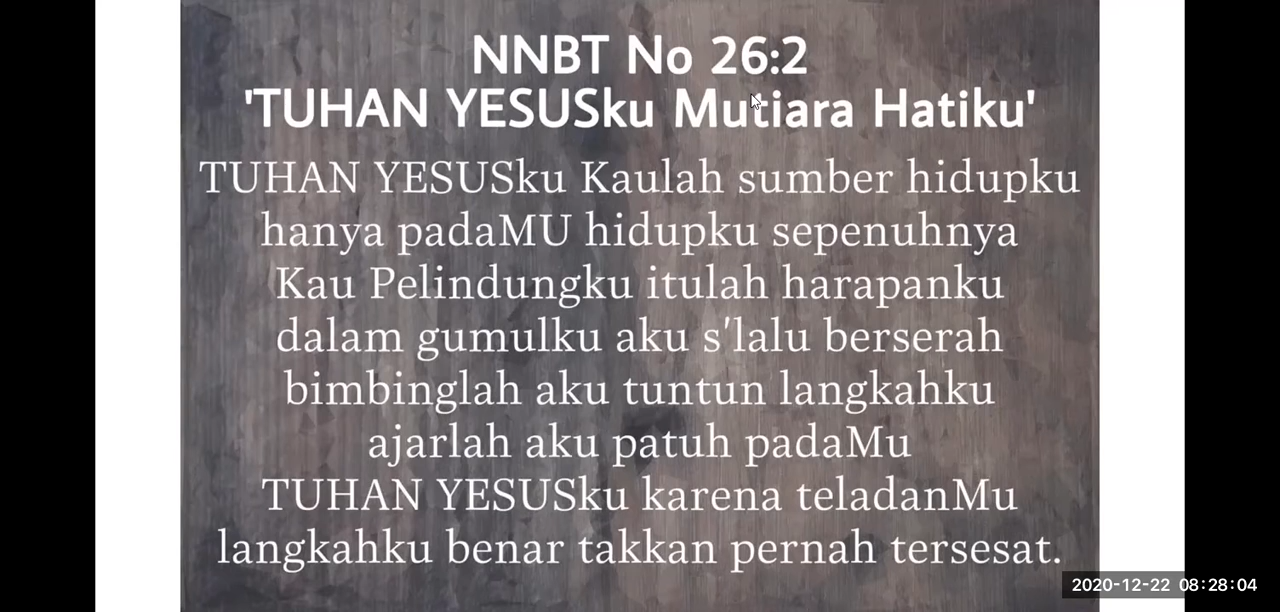 NNBT No 26:2
'TUHAN YESUSku Mutiara Hatiku'
TUHAN YESUSku Kaulah sumber hidupku
hanya padaMU hidupku sepenuhnya
Kau Pelindungku itulah harapanku
dalam gumulku aku s'lalu berserah
bimbinglah aku tuntun langkahku
ajarlah aku patuh padaMu
TUHAN YESUSku karena teladanMu
langkahku benar takkan pernah tersesat.
2020-12-22 08:28:04